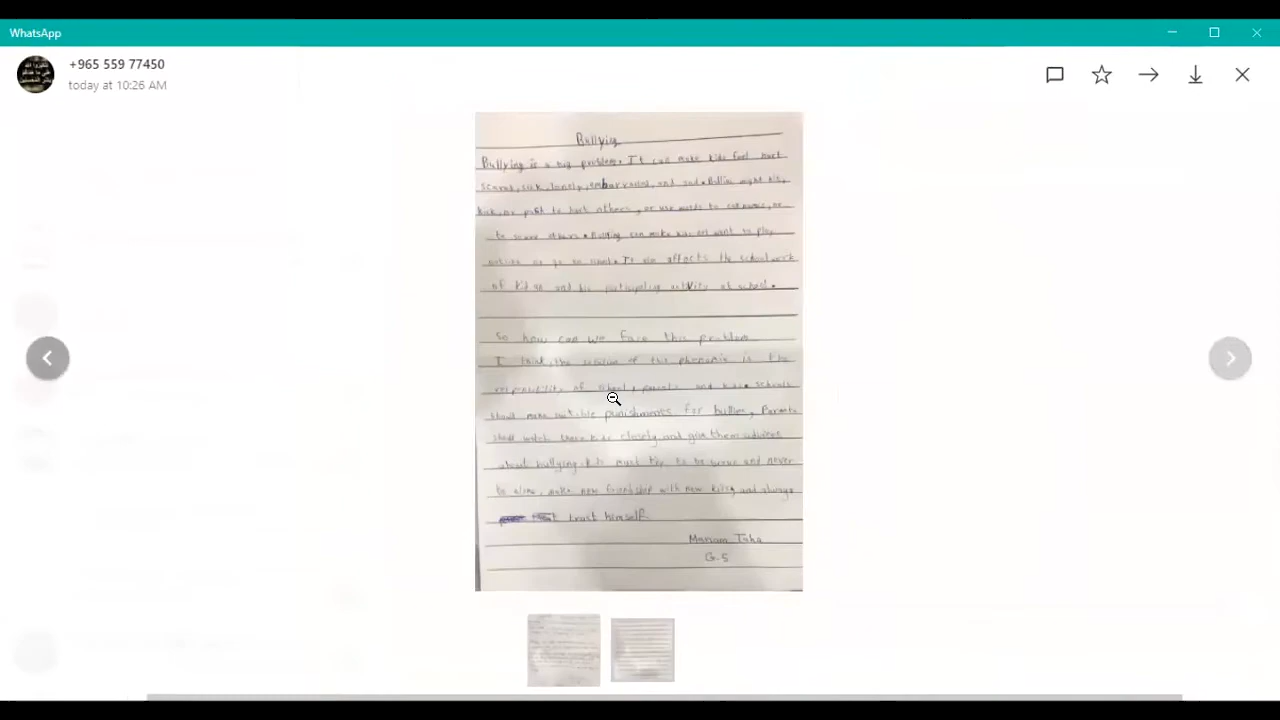 WhatsApp
+965 559 77450
today at 10:26 AM
Bullying
Bullying is a big problem. It can make kids feel hurt
scared, sick, lonely, embarrassed, and sad. Bullies might hit,
kick, or push to hurt others, or use words to call names, or
to scare others. Bullying can make kids not want to play
outside or go to school. It also affects the schoolwork
of kids and his participating activity at school.
So how can we face this problem
I think, the solution of this is the
of school, parents and kids. schools
should make suitable punishments for bullies, Parents
should watch their kids closely and give them advices
about bullying. must try to be brave and never
be alone, make new friendship with new kids and always
trust himself.
Mariam Taha
G.5